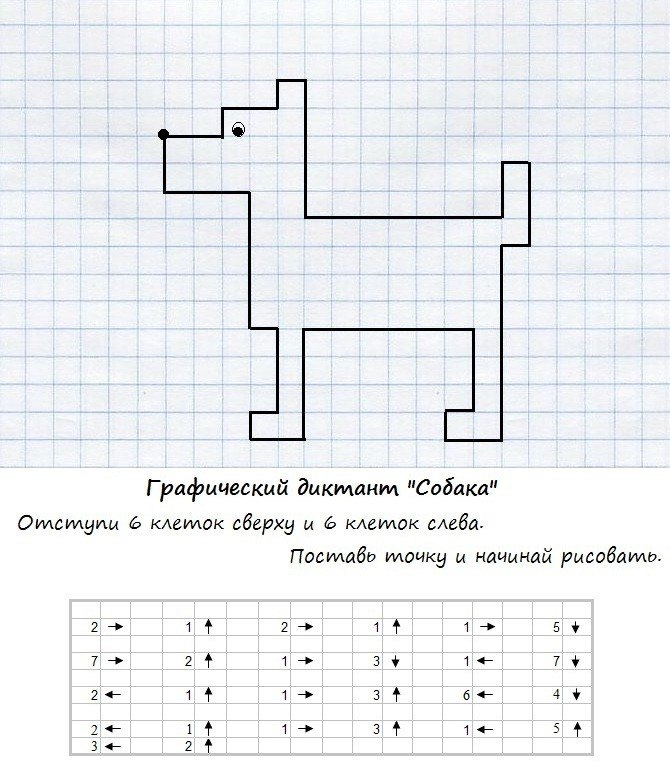 Графический диктант "Собака"
Отступи 6 клеток сверху и 6 клеток слева.
Поставь точку и начинай рисовать.
2 → 1 ↑ 2 → 1 ↑ 1 → 5 ↓
7 → 2 ↑ 1 → 3 ↓ 1 ← 7 ↓
2 ← 1 ↑ 1 → 3 ↑ 6 ← 4 ↓
2 ← 1 ↑ 1 → 3 ↑ 1 ← 5 ↑
3 ← 2 ↑